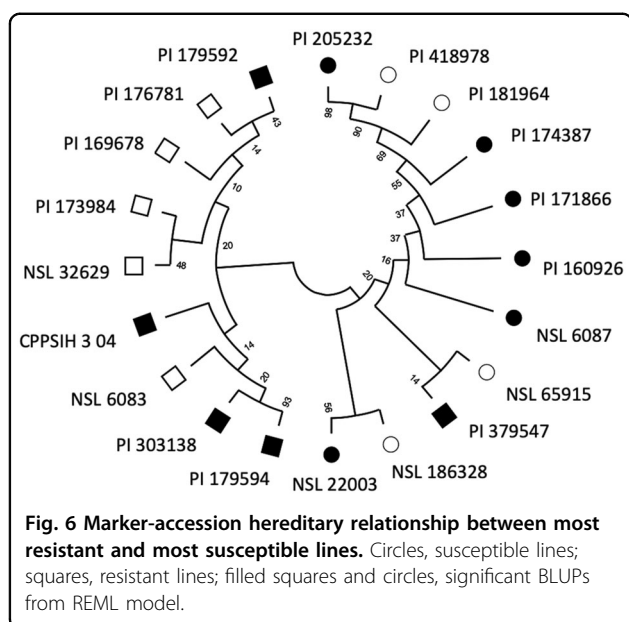 PI 205232
PI 418978
PI 181964
PI 174387
PI 171866
PI 160926
NSL 6087
NSL 65915
PI 379547
NSL 186328
NSL 22003
PI 179594
PI 303138
NSL 6083
CPPSIH 3 04
NSL 32629
PI 173984
PI 169678
PI 176781
PI 179592
98
90
69
55
37
37
16
20
14
56
93
20
14
48
20
10
14
43
Fig. 6 Marker-accession hereditary relationship between most
resistant and most susceptible lines. Circles, susceptible lines;
squares, resistant lines; filled squares and circles, significant BLUPs
from REML model.